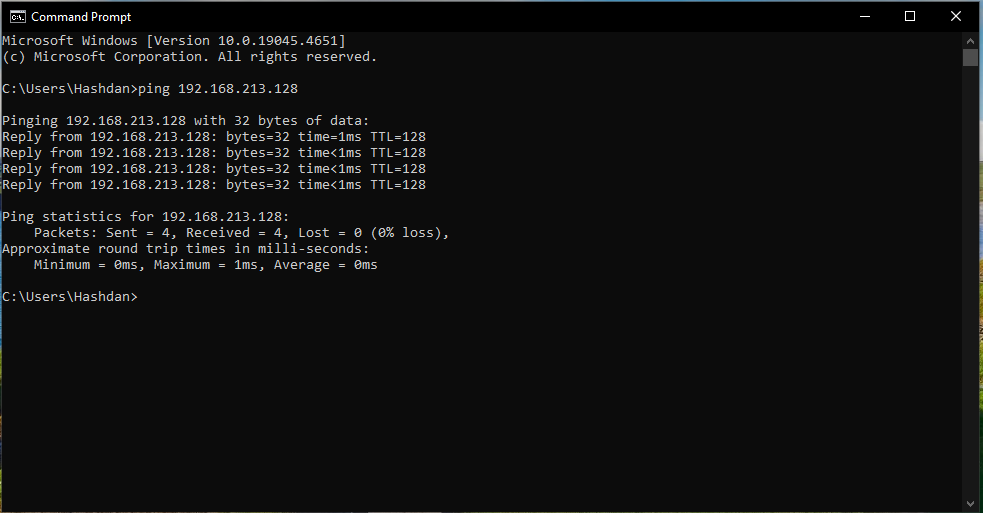 Command Prompt
Microsoft Windows [Version 10.0.19045.4651]
(c) Microsoft Corporation. All rights reserved.
C:\Users\Hashdan>ping 192.168.213.128
Pinging 192.168.213.128 with 32 bytes of data:
Reply from 192.168.213.128: bytes=32 time=1ms TTL=128
Reply from 192.168.213.128: bytes=32 time<1ms TTL=128
Reply from 192.168.213.128: bytes=32 time<1ms TTL=128
Reply from 192.168.213.128: bytes=32 time<1ms TTL=128
Ping statistics for 192.168.213.128:
    Packets: Sent = 4, Received = 4, Lost = 0 (0% loss),
Approximate round trip times in milli-seconds:
    Minimum = 0ms, Maximum = 1ms, Average = 0ms
C:\Users\Hashdan>